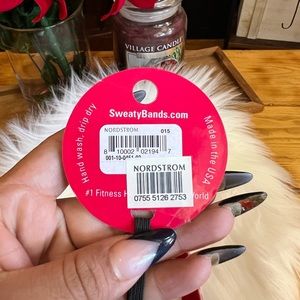 VILLAGE CANDLE
SweatyBands.com
Hand wash, drip dry
Made in the USA
NORDSTROM 015
8 10002 02194 7
NORDSTROM
0755 5126 2753
#1 Fitness